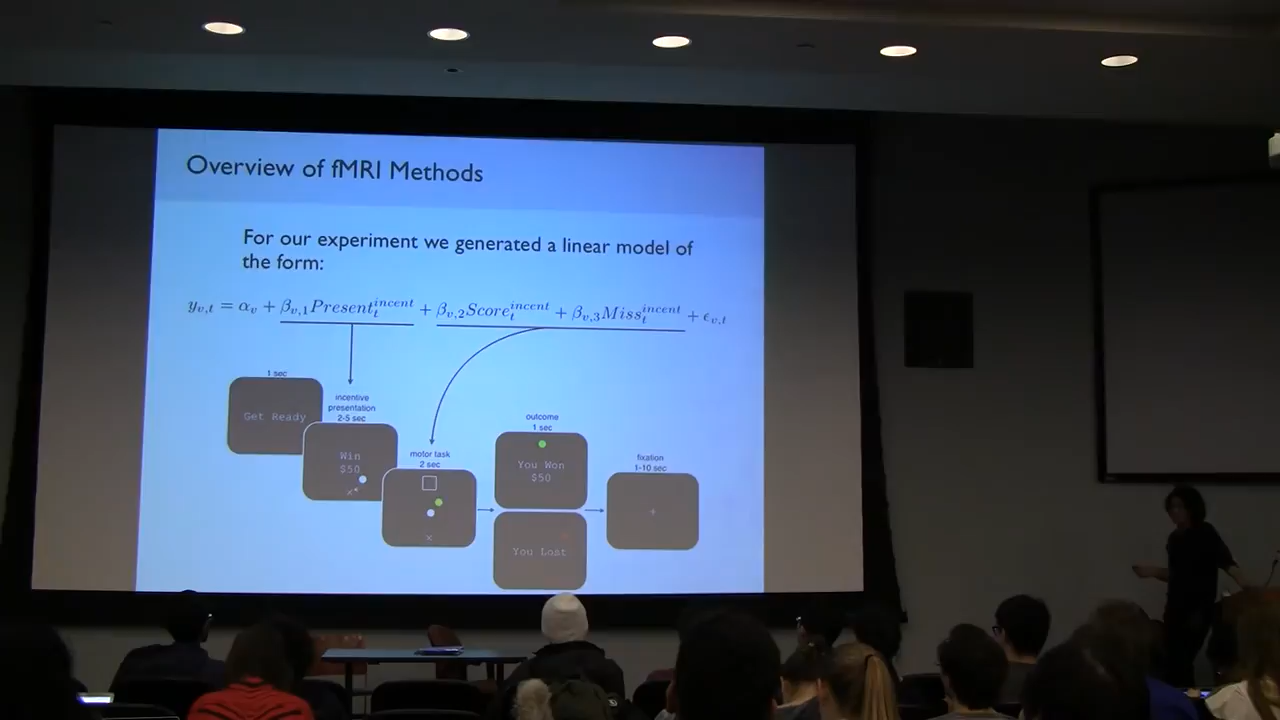 Overview of fMRI Methods
For our experiment we generated a linear model of
the form:
y_{v,t} = α_v + β_{v,1}Present_t^{incent} + β_{v,2}Score_t^{incent} + β_{v,3}Miss_t^{incent} + ϵ_{v,t}
1 sec
Get Ready
incentive
presentation
2-5 sec
Win
$50
x+
motor task
2 sec
x
outcome
1 sec
You Won
$50
You Lost
fixation
1-10 sec
+